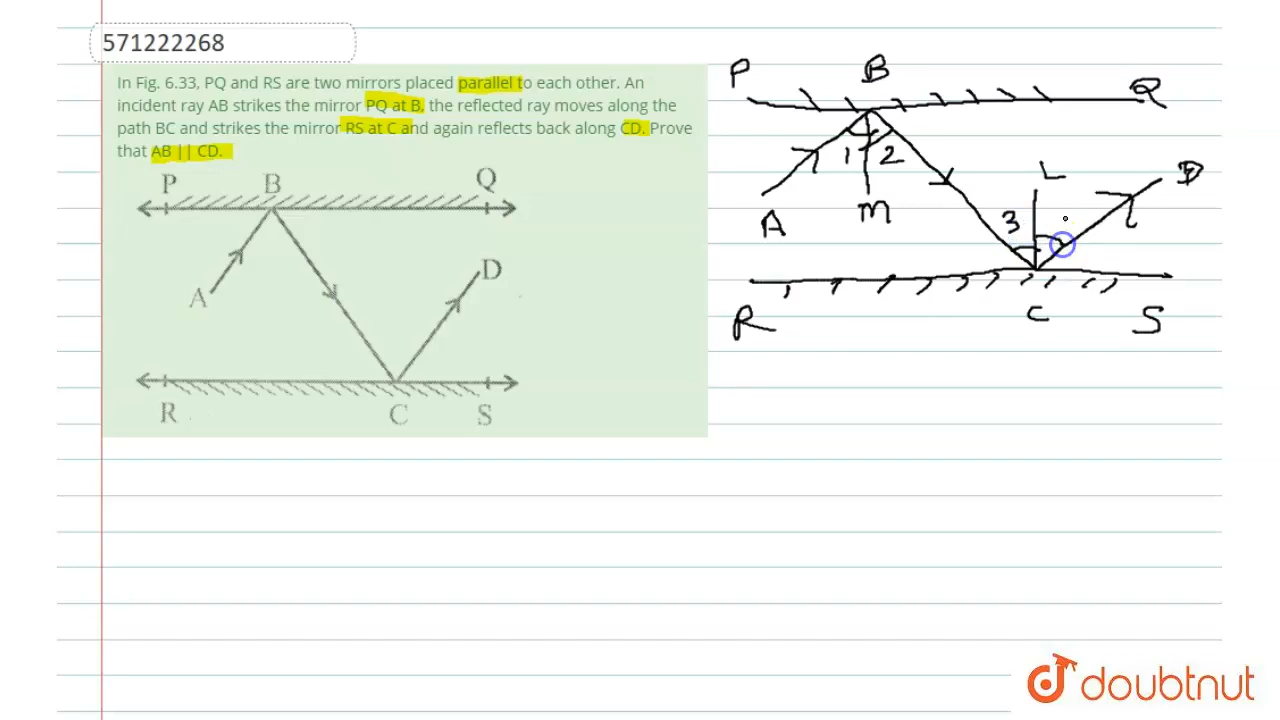 571222268
In Fig. 6.33, PQ and RS are two mirrors placed parallel to each other. An
incident ray AB strikes the mirror PQ at B, the reflected ray moves along the
path BC and strikes the mirror RS at C and again reflects back along CD. Prove
that AB || CD.
P B Q
A D
R C S
P B Q
1 2
A M L D
3
R C S
doubtnut